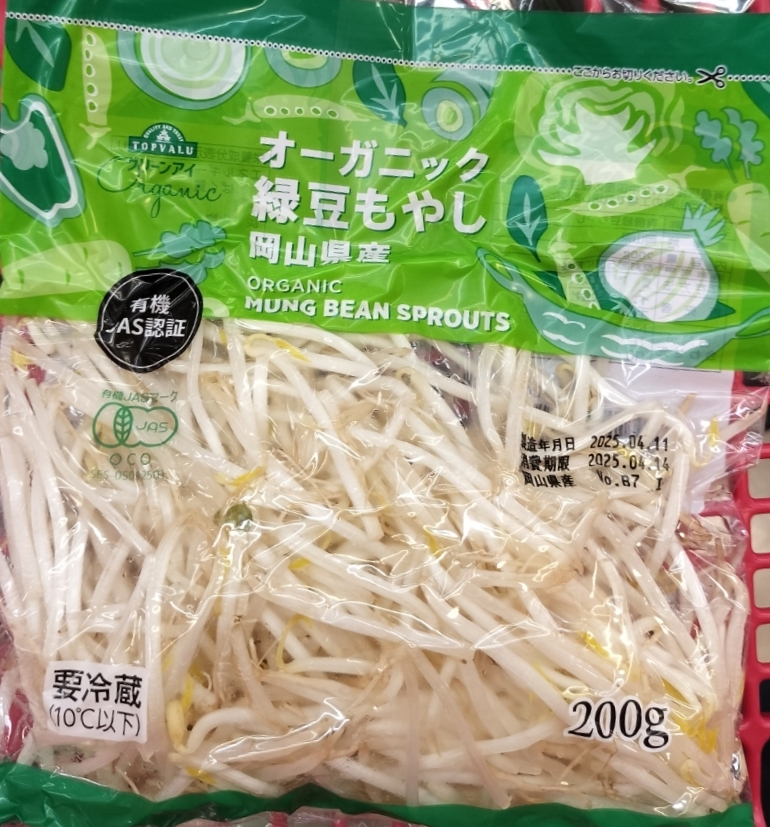 ここからお切りください。
QUALITY AND TRUST
TOPVALU
グリーンアイ
Organic
オーガニック
緑豆もやし
岡山県産
ORGANIC
MUNG BEAN SPROUTS
有機
JAS認証
有機JASマーク
JAS
OCO
製造年月日 2025.04.11
消費期限 2025.04.14
岡山県産 No.87 I
要冷蔵
(10℃以下)
200g